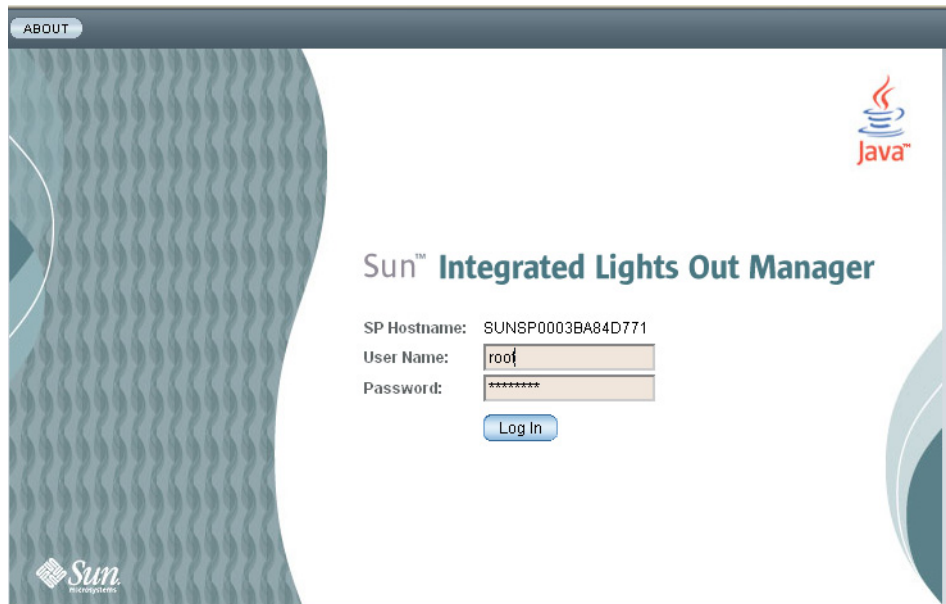 ABOUT
Java™
Sun™ Integrated Lights Out Manager
SP Hostname: SUNSP0003BA84D771
User Name: root
Password: ********
Log In
Sun
microsystems